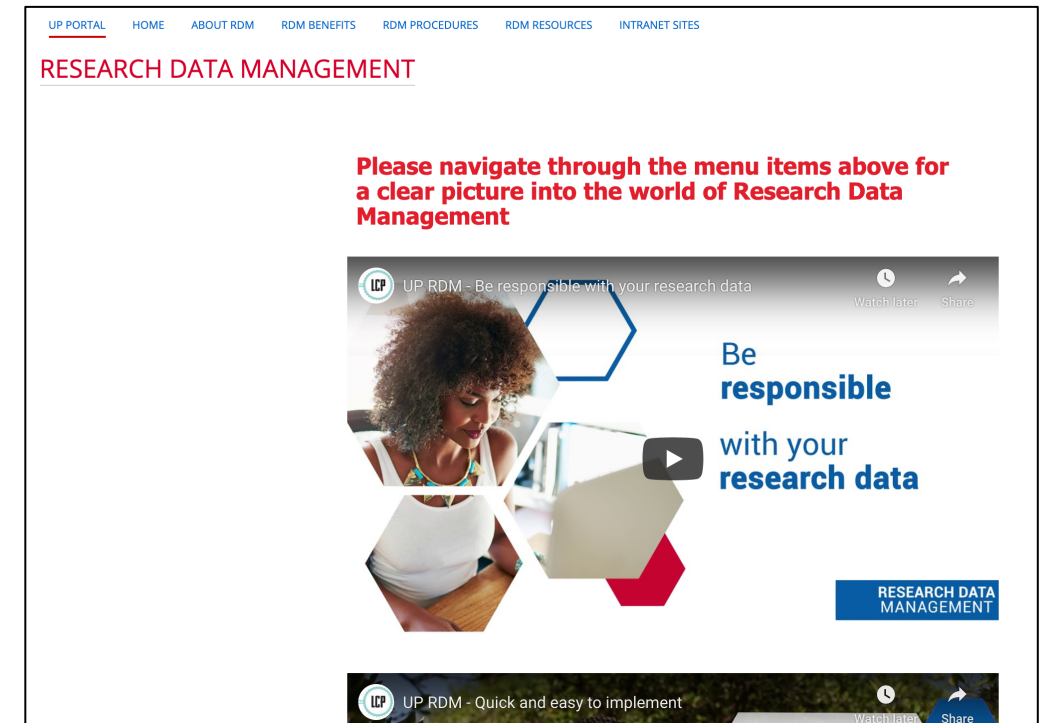 UP PORTAL HOME ABOUT RDM RDM BENEFITS RDM PROCEDURES RDM RESOURCES INTRANET SITES
RESEARCH DATA MANAGEMENT
Please navigate through the menu items above for
a clear picture into the world of Research Data
Management
LCP UP RDM - Be responsible with your research data
Watch later Share
Be
responsible
with your
research data
RESEARCH DATA
MANAGEMENT
LCP UP RDM - Quick and easy to implement
Watch later Share